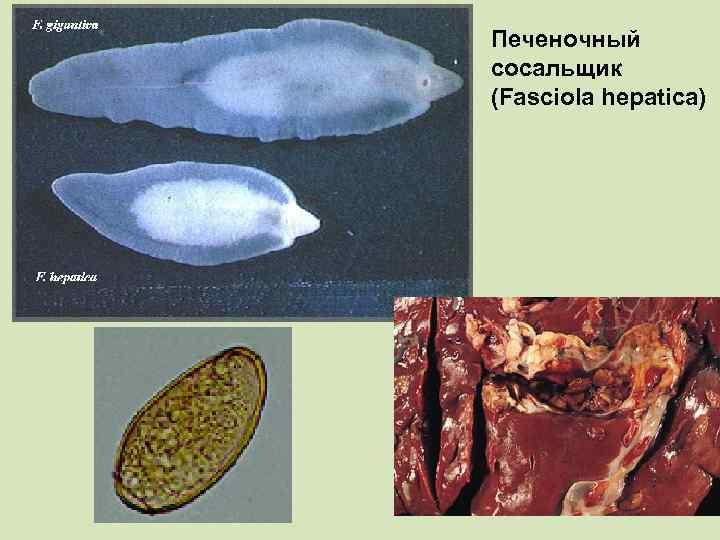 F. gigantica
Печеночный
сосальщик
(Fasciola hepatica)
F. hepatica